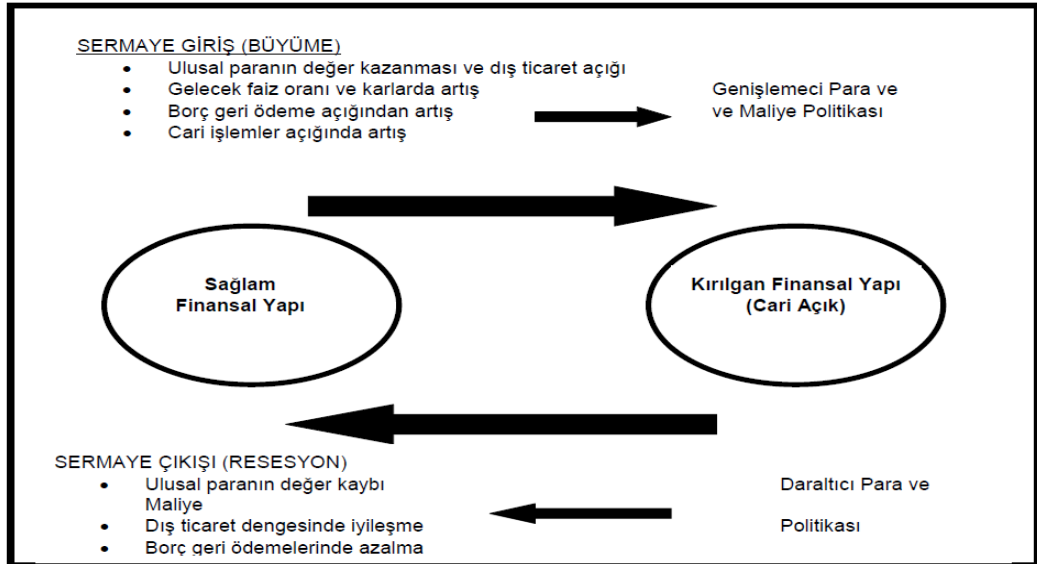 SERMAYE GİRİŞ (BÜYÜME)
• Ulusal paranın değer kazanması ve dış ticaret açığı
• Gelecek faiz oranı ve karlarda artış
• Borç geri ödeme açığından artış
• Cari işlemler açığında artış
Genişlemeci Para ve
ve Maliye Politikası
Sağlam
Finansal Yapı
Kırılgan Finansal Yapı
(Cari Açık)
SERMAYE ÇIKIŞI (RESESYON)
• Ulusal paranın değer kaybı
Maliye
• Dış ticaret dengesinde iyileşme
• Borç geri ödemelerinde azalma
Daraltıcı Para ve
Politikası